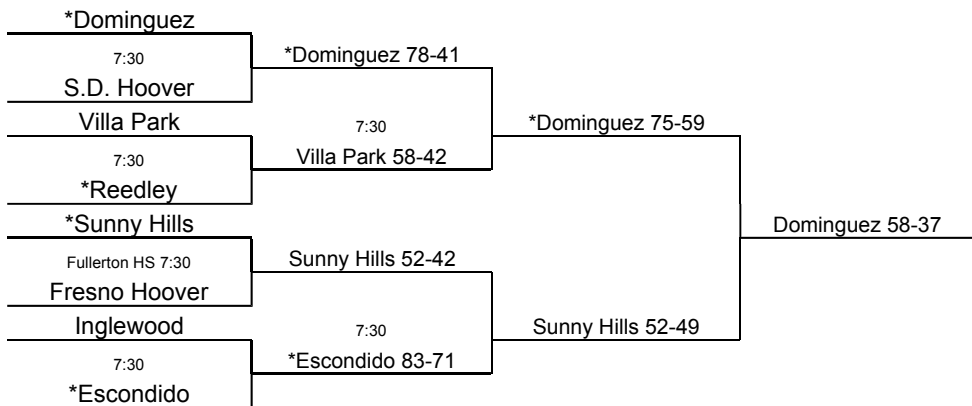 *Dominguez
7:30
S.D. Hoover
Villa Park
7:30
*Reedley
*Sunny Hills
Fullerton HS 7:30
Fresno Hoover
Inglewood
7:30
*Escondido
*Dominguez 78-41
7:30
Villa Park 58-42
Sunny Hills 52-42
7:30
*Escondido 83-71
*Dominguez 75-59
Sunny Hills 52-49
Dominguez 58-37